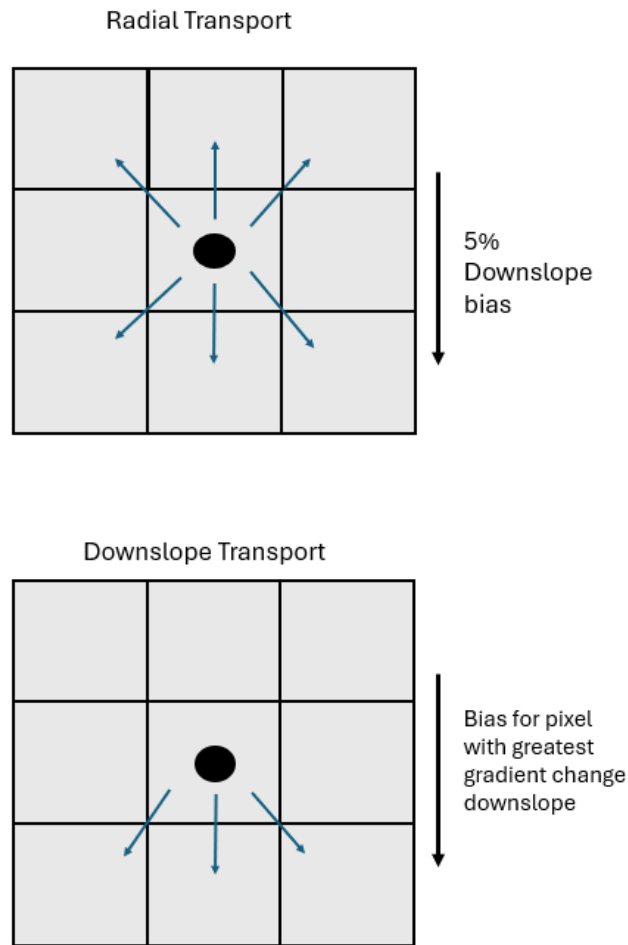 Radial Transport
5%
Downslope
bias
Downslope Transport
Bias for pixel
with greatest
gradient change
downslope